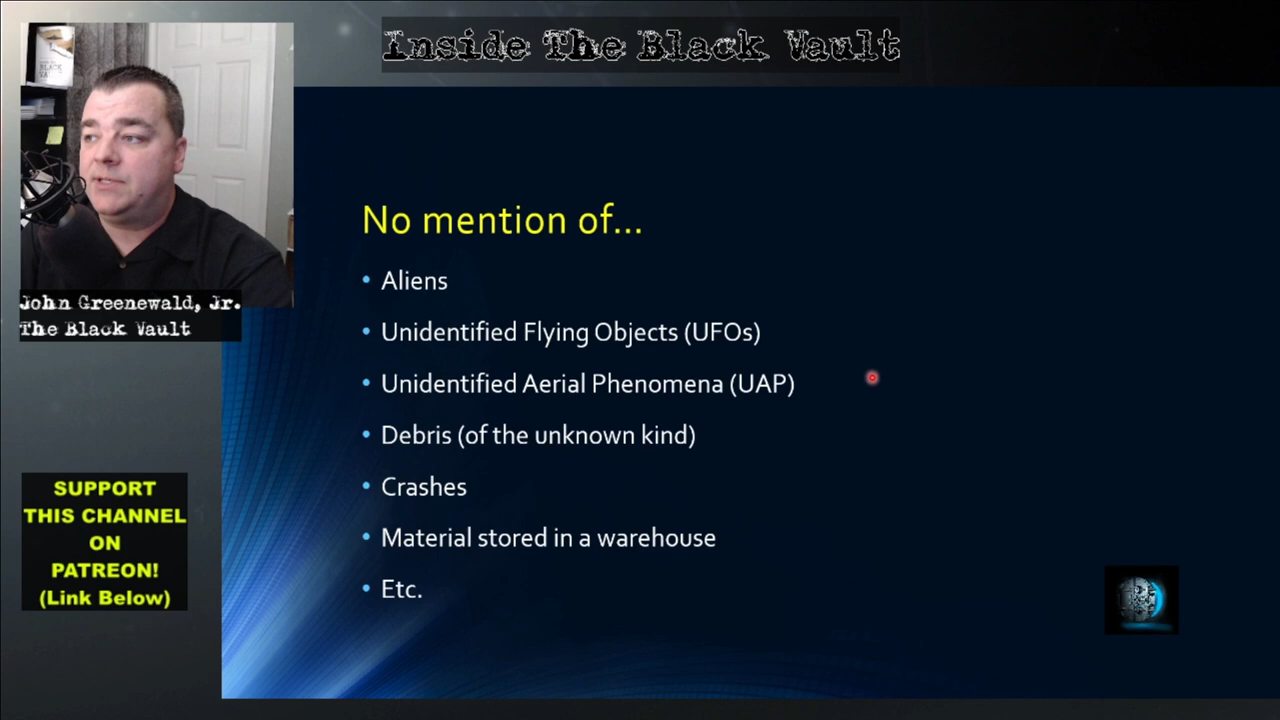 Inside The Black Vault
BLACK
John Greenewald, Jr.
The Black Vault
No mention of...
• Aliens
• Unidentified Flying Objects (UFOs)
• Unidentified Aerial Phenomena (UAP)
• Debris (of the unknown kind)
• Crashes
• Material stored in a warehouse
• Etc.
SUPPORT
THIS CHANNEL
ON
PATREON!
(Link Below)